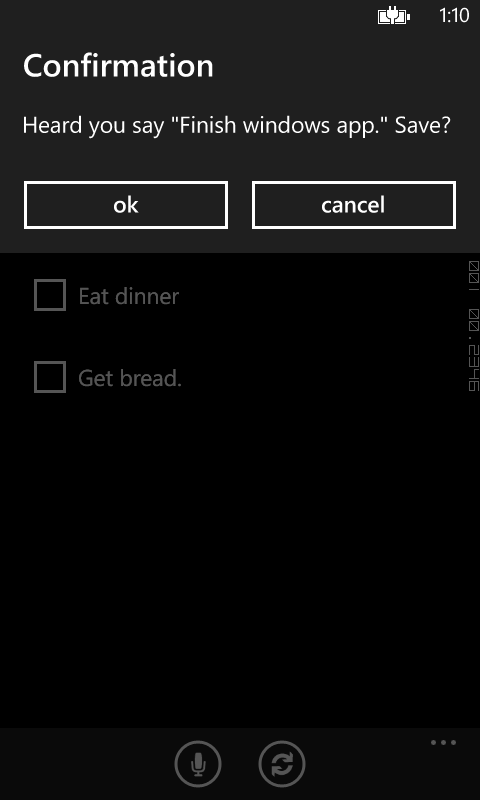 1:10
Confirmation
Heard you say "Finish windows app." Save?
ok
cancel
Eat dinner
Get bread.